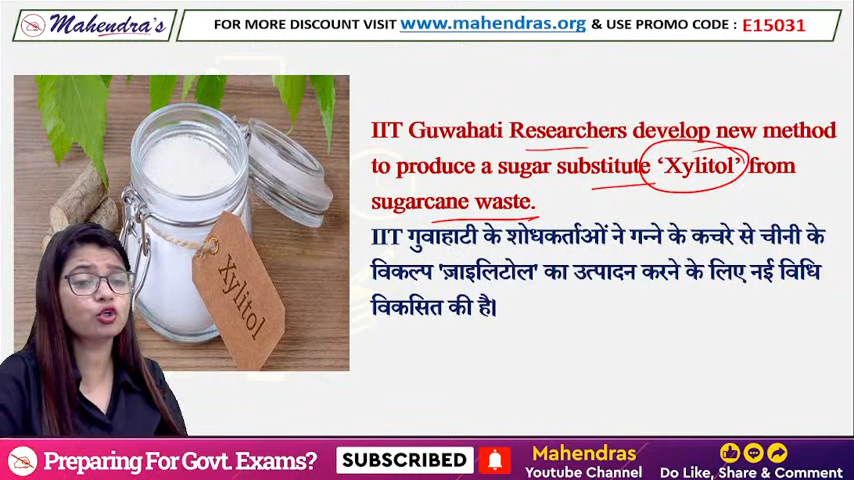 Mahendra's
FOR MORE DISCOUNT VISIT www.mahendras.org & USE PROMO CODE : E15031
Xylitol
IIT Guwahati Researchers develop new method
to produce a sugar substitute ‘Xylitol’ from
sugarcane waste.
IIT गुवाहाटी के शोधकर्ताओं ने गन्ने के कचरे से चीनी के
विकल्प 'ज़ाइलिटोल' का उत्पादन करने के लिए नई विधि
विकसित की है।
Preparing For Govt. Exams?
SUBSCRIBED
Mahendras
Youtube Channel
Do Like, Share & Comment